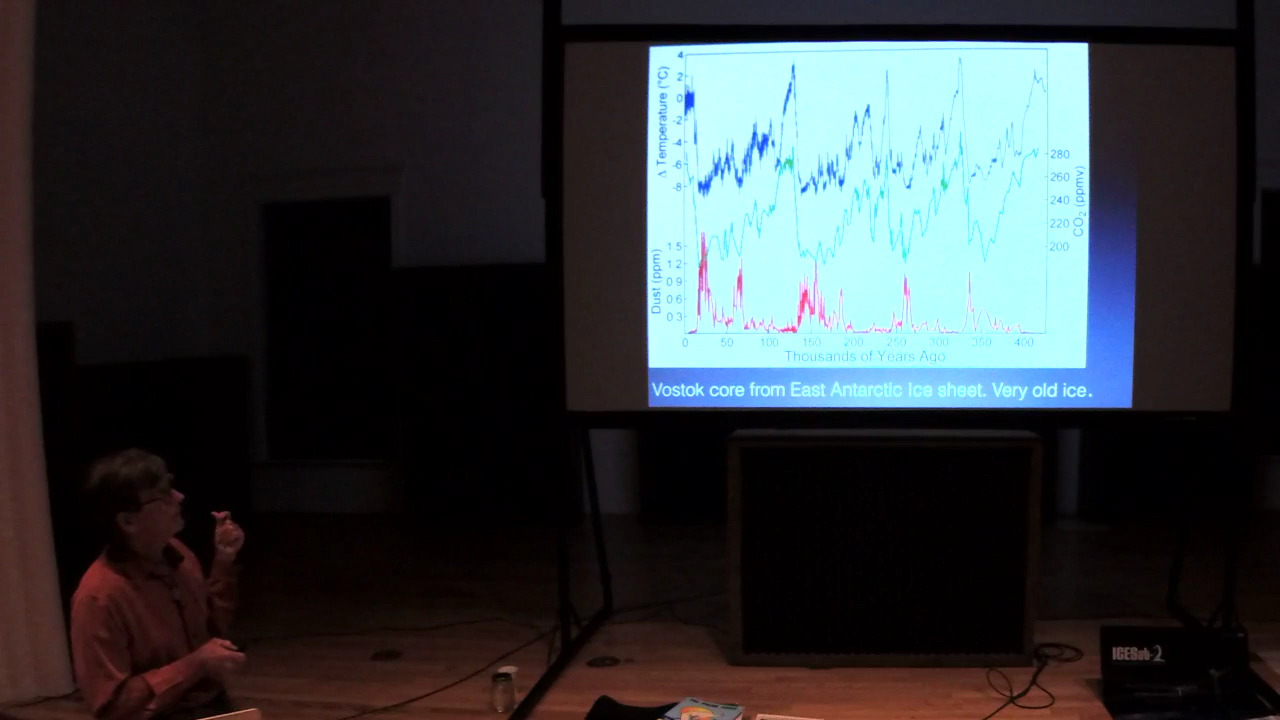 4
2
0
-2
-4
-6
-8
Δ Temperature (°C)
280
260
240
220
200
CO₂ (ppmv)
1.5
1.2
0.9
0.6
0.3
Dust (ppm)
0 50 100 150 200 250 300 350 400
Thousands of Years Ago
Vostok core from East Antarctic Ice sheet. Very old ice.
ICESat-2